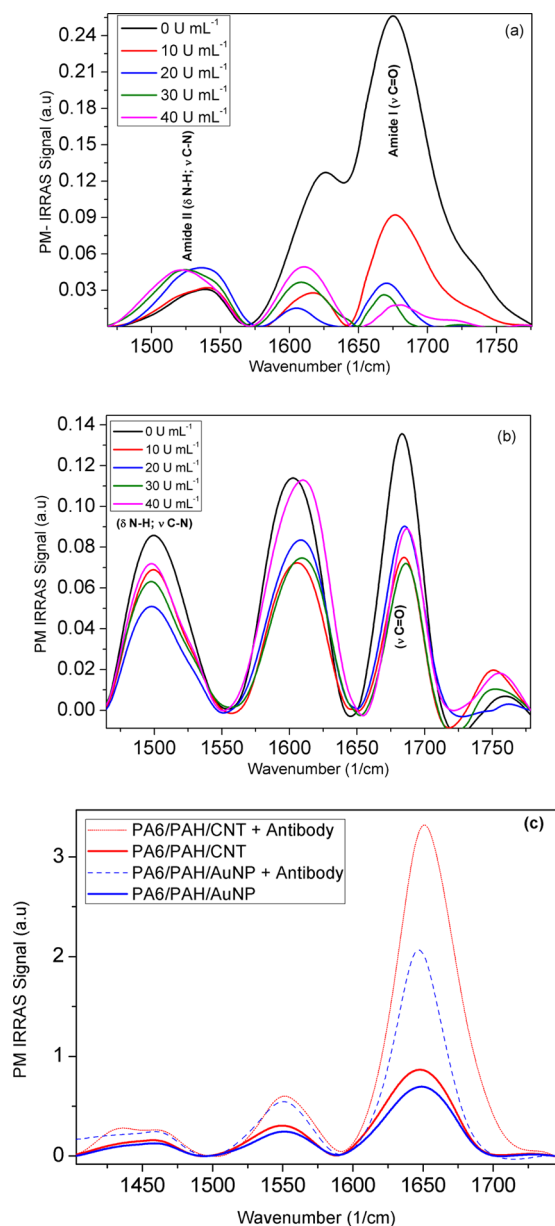 (a)
0 U mL⁻¹
10 U mL⁻¹
20 U mL⁻¹
30 U mL⁻¹
40 U mL⁻¹
Amide II (δ N-H; ν C-N)
Amide I (ν C=O)
PM- IRRAS Signal (a.u)
0.24
0.21
0.18
0.15
0.12
0.09
0.06
0.03
1500 1550 1600 1650 1700 1750
Wavenumber (1/cm)
(b)
0 U mL⁻¹
10 U mL⁻¹
20 U mL⁻¹
30 U mL⁻¹
40 U mL⁻¹
(δ N-H; ν C-N)
(ν C=O)
PM IRRAS Signal (a.u)
0.14
0.12
0.10
0.08
0.06
0.04
0.02
0.00
1500 1550 1600 1650 1700 1750
Wavenumber (1/cm)
(c)
PA6/PAH/CNT + Antibody
PA6/PAH/CNT
PA6/PAH/AuNP + Antibody
PA6/PAH/AuNP
PM IRRAS Signal (a.u)
3
2
1
0
1450 1500 1550 1600 1650 1700
Wavenumber (1/cm)